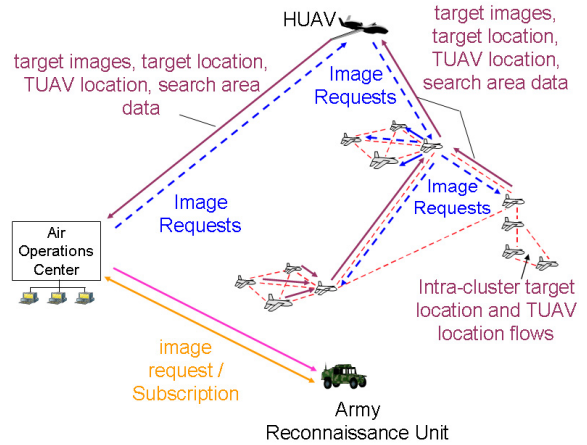 HUAV
target images, target location,
TUAV location, search area
data
target images,
target location,
TUAV location,
search area data
Image
Requests
Image
Requests
Image
Requests
Air
Operations
Center
Intra-cluster target
location and TUAV
location flows
image
request /
Subscription
Army
Reconnaissance Unit